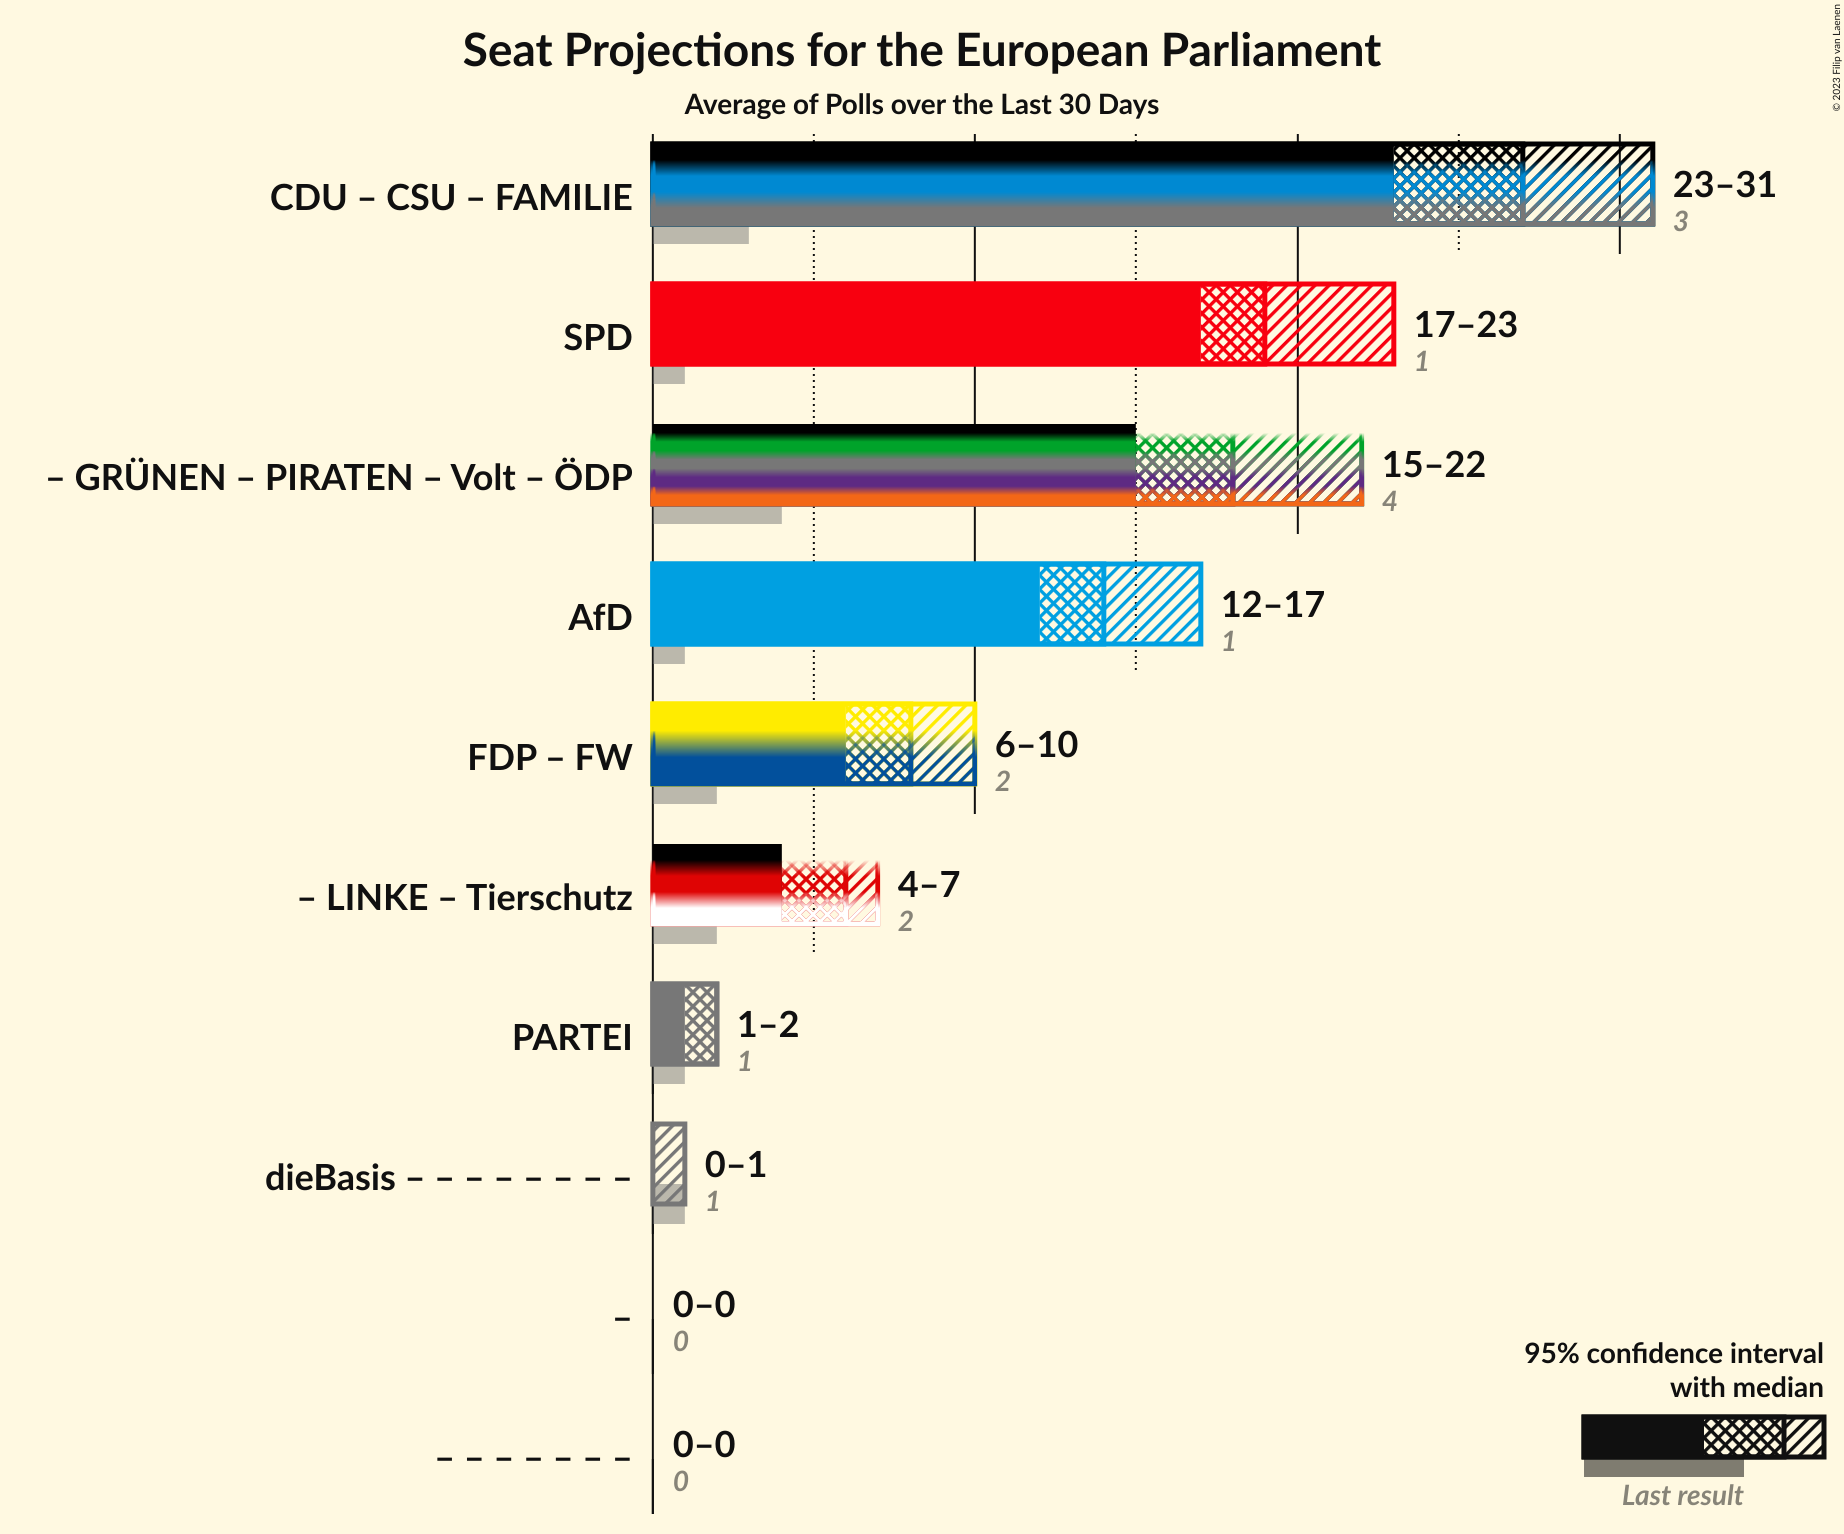 Seat Projections for the European Parliament
Average of Polls over the Last 30 Days
© 2023 Filip van Laenen
CDU – CSU – FAMILIE
23–31
3
SPD
17–23
1
– GRÜNEN – PIRATEN – Volt – ÖDP
15–22
4
AfD
12–17
1
FDP – FW
6–10
2
– LINKE – Tierschutz
4–7
2
PARTEI
1–2
1
dieBasis – – – – – – – –
0–1
1
–
0–0
0
– – – – – – –
0–0
0
95% confidence interval
with median
Last result